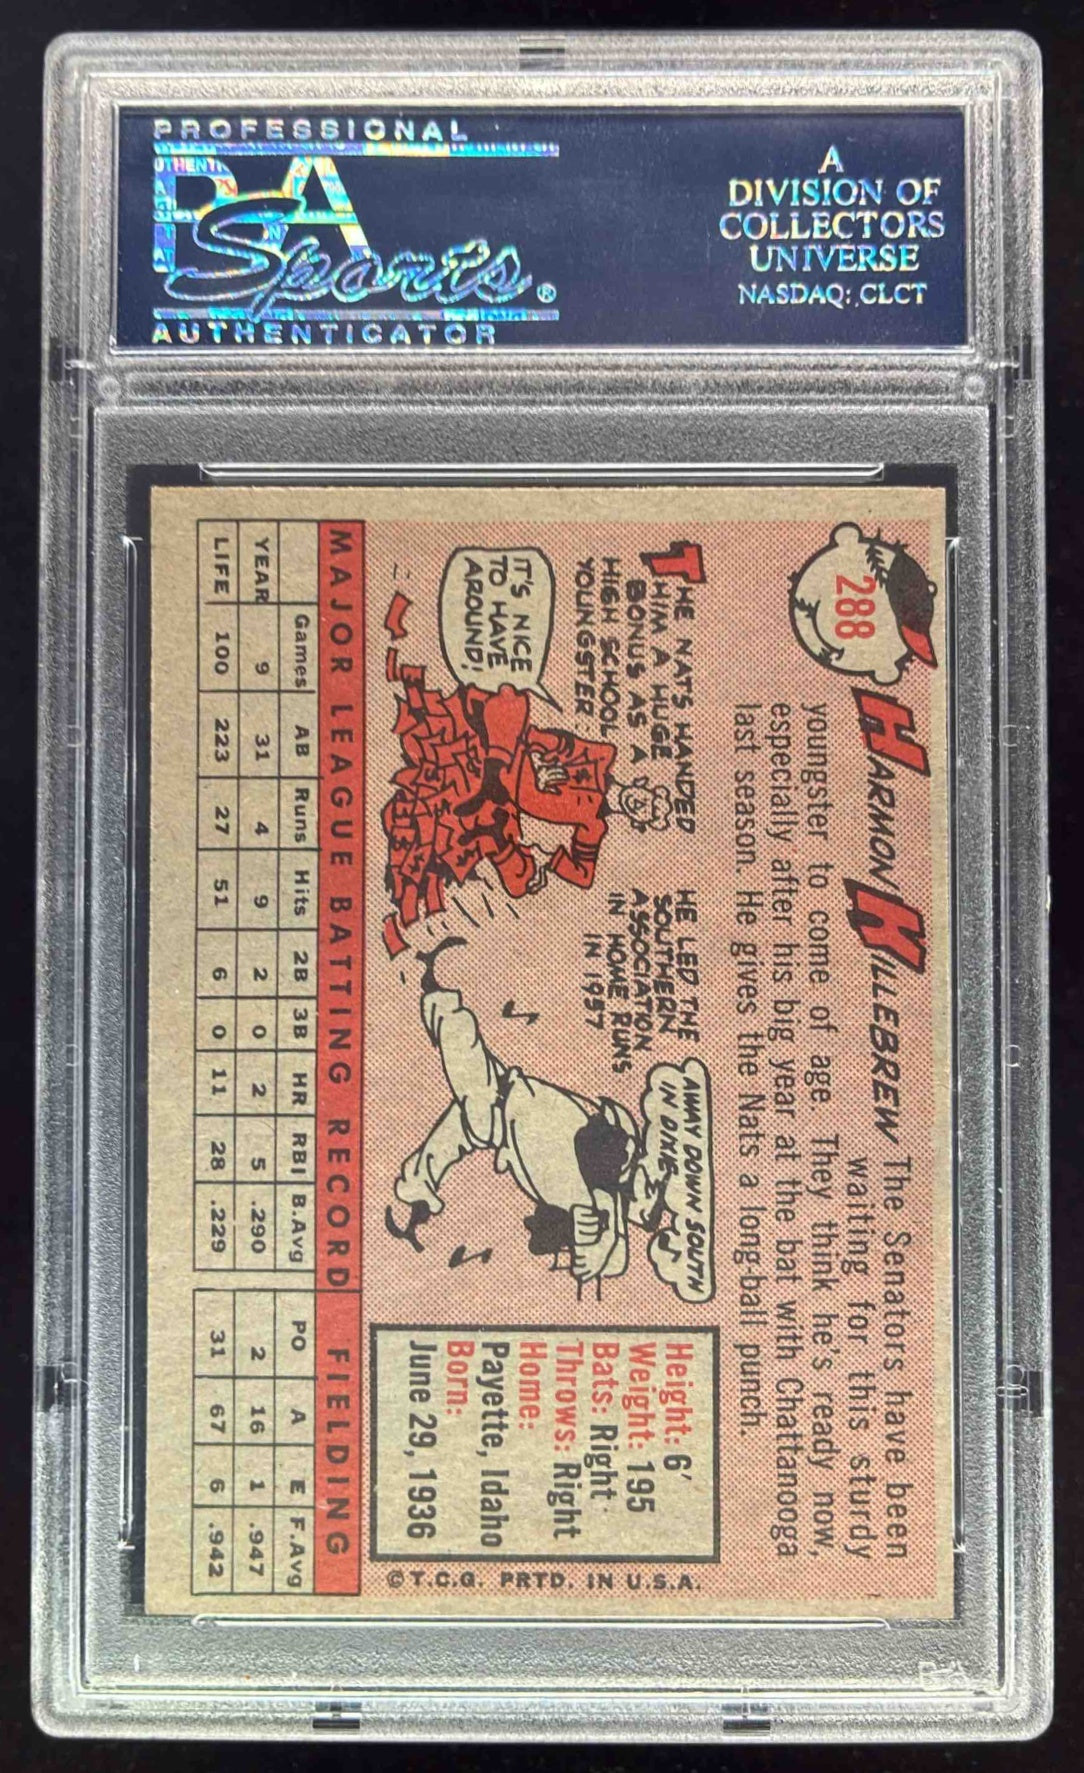 PROFESSIONAL
PSA
Sports®
AUTHENTICATOR
A
DIVISION OF
COLLECTORS
UNIVERSE
NASDAQ: CLCT
288
HARMON KILLEBREW
The Senators have been
waiting for this sturdy
youngster to come of age. They think he's ready now,
especially after his big year at the bat with Chattanooga
last season. He gives the Nats a long-ball punch.
THE NATS HANDED
HIM A HUGE
BONUS AS A
HIGH SCHOOL
YOUNGSTER.
IT'S NICE
TO HAVE
AROUND!
HE LED THE
SOUTHERN
ASSOCIATION
IN HOME RUNS
IN 1957
AWAY DOWN SOUTH
IN DIXIE
Height: 6'
Weight: 195
Bats: Right
Throws: Right
Home:
Payette, Idaho
Born:
June 29, 1936
© T.C.G. PRTD. IN U.S.A.
MAJOR LEAGUE BATTING RECORD FIELDING
Games AB Runs Hits 2B 3B HR RBI B.Avg PO A E F.Avg
YEAR 9 31 4 9 2 0 2 5 .290 2 16 1 .947
LIFE 100 223 27 51 6 0 11 28 .229 31 67 6 .942
PSA